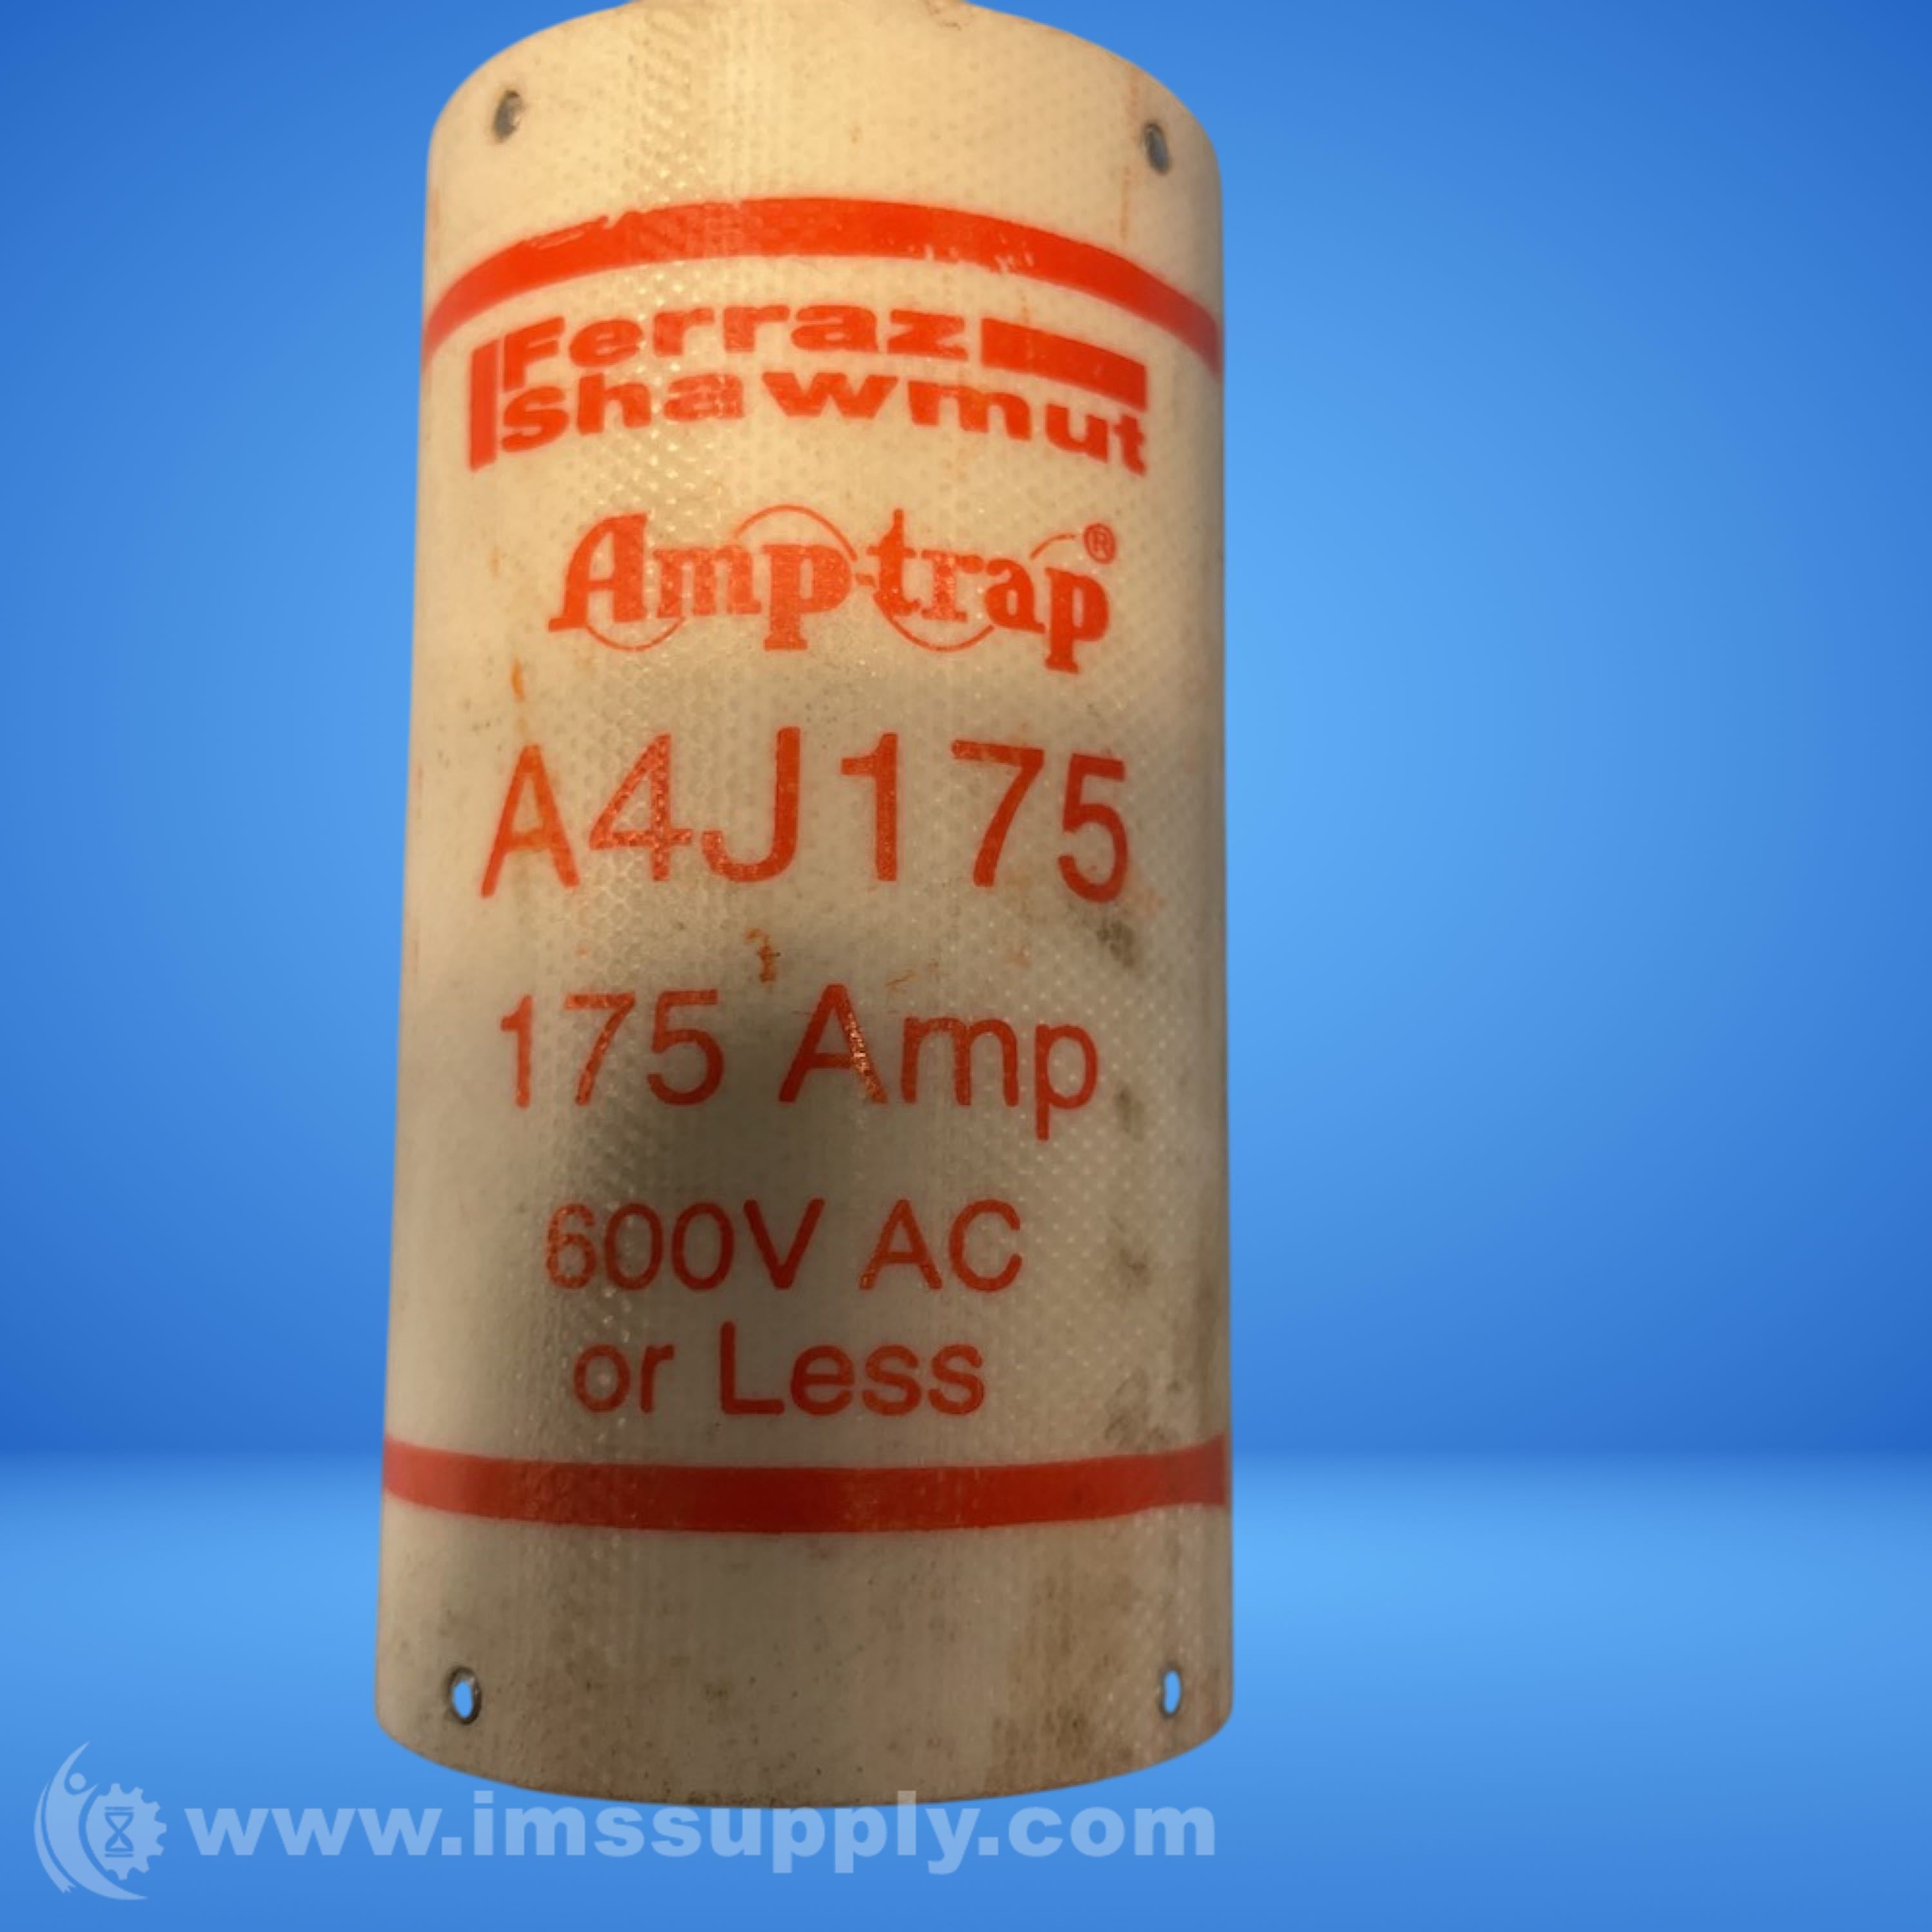 Ferraz
Shawmut
Amp-trap®
A4J175
175 Amp
600V AC
or Less
www.imssupply.com